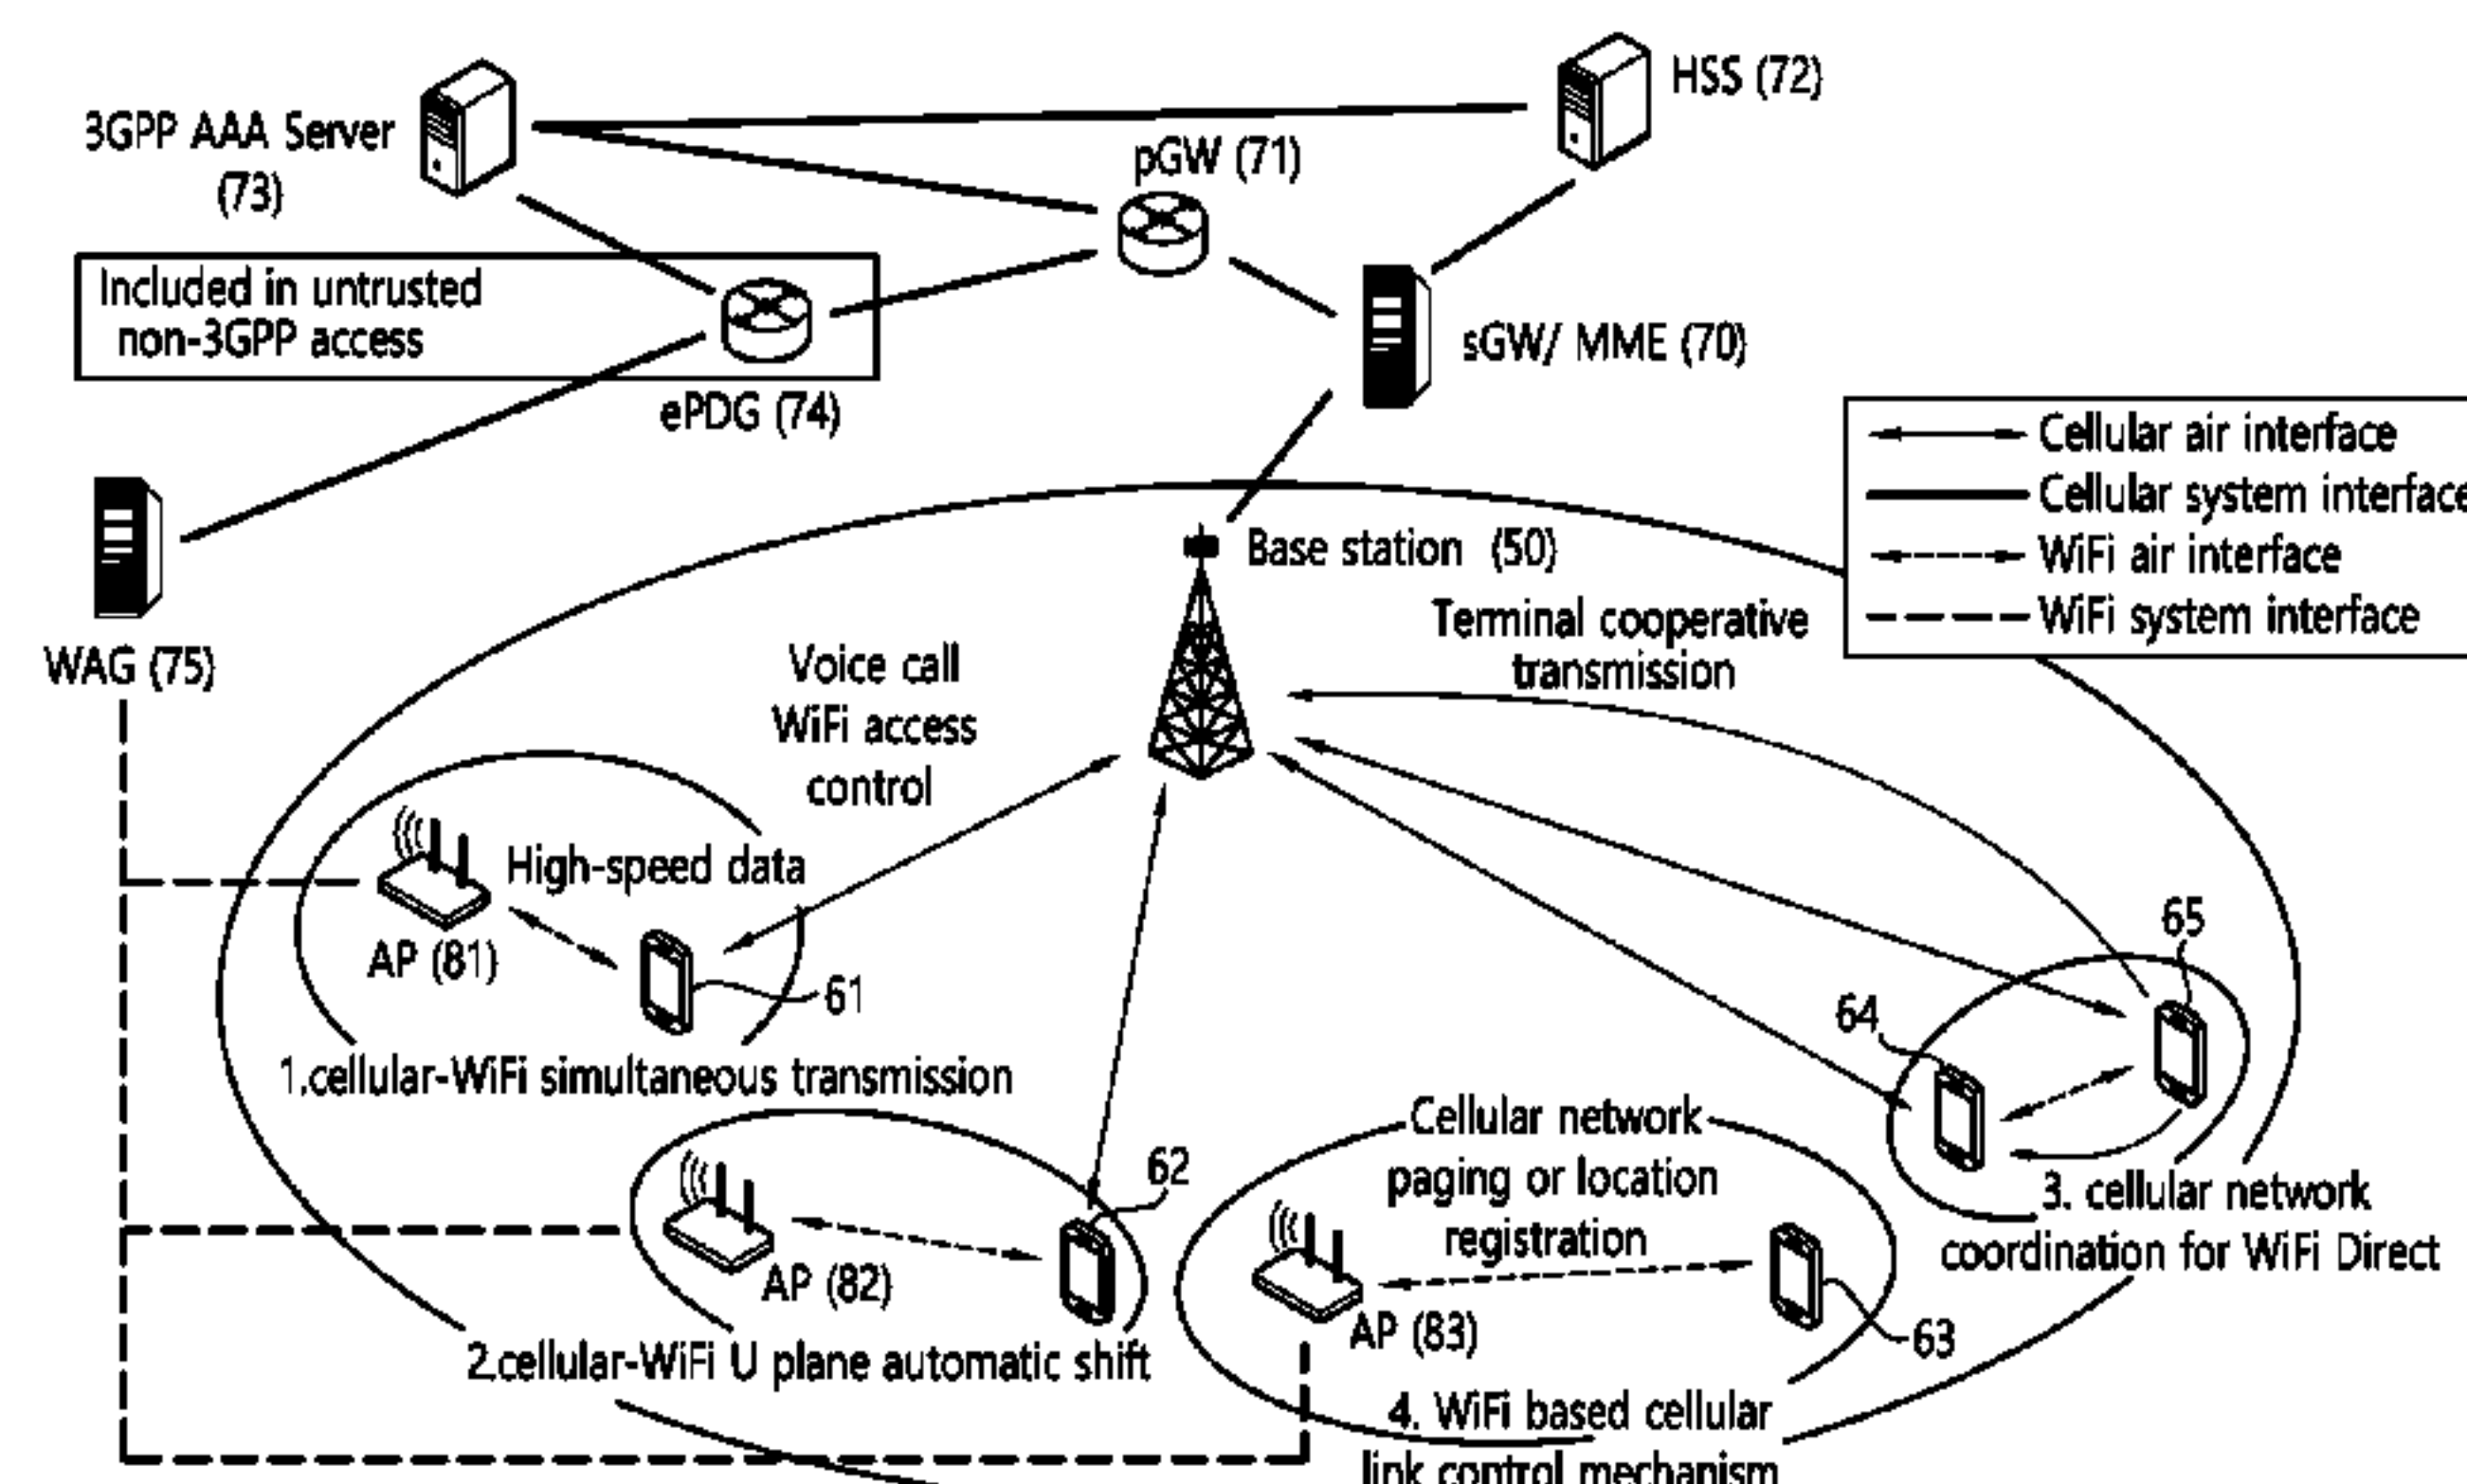 HSS (72)
3GPP AAA Server
(73)
pGW (71)
Included in untrusted
non-3GPP access
sGW/ MME (70)
ePDG (74)
Cellular air interface
Cellular system interface
WiFi air interface
WiFi system interface
Base station (50)
Terminal cooperative
transmission
WAG (75)
Voice call
WiFi access
control
High-speed data
AP (81)
61
65
64
1.cellular-WiFi simultaneous transmission
62
Cellular network
paging or location
registration
3. cellular network
coordination for WiFi Direct
AP (82)
AP (83)
63
2.cellular-WiFi U plane automatic shift
4. WiFi based cellular
link control mechanism